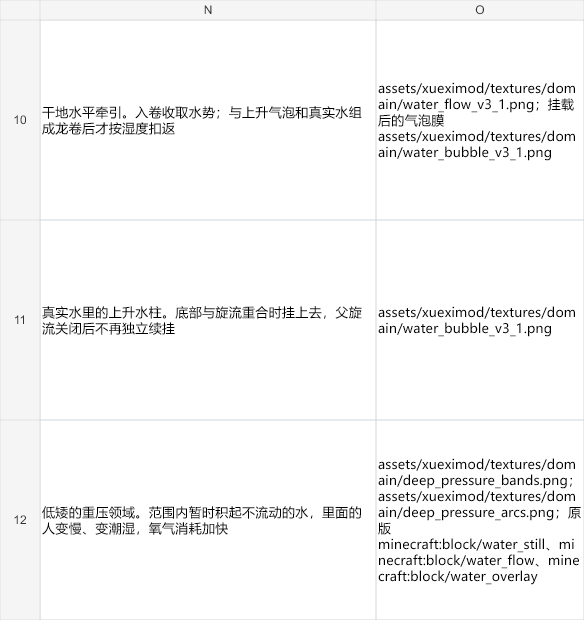 N
O
10
干地水平牵引。入卷收取水势；与上升气泡和真实水组
成龙卷后才按湿度扣返
assets/xueximod/textures/dom
ain/water_flow_v3_1.png；挂载
后的气泡膜
assets/xueximod/textures/dom
ain/water_bubble_v3_1.png
11
真实水里的上升水柱。底部与旋流重合时挂上去，父旋
流关闭后不再独立续挂
assets/xueximod/textures/dom
ain/water_bubble_v3_1.png
12
低矮的重压领域。范围内暂时积起不流动的水，里面的
人变慢、变潮湿，氧气消耗加快
assets/xueximod/textures/dom
ain/deep_pressure_bands.png；
assets/xueximod/textures/dom
ain/deep_pressure_arcs.png；原
版
minecraft:block/water_still、mi
necraft:block/water_flow、mine
craft:block/water_overlay